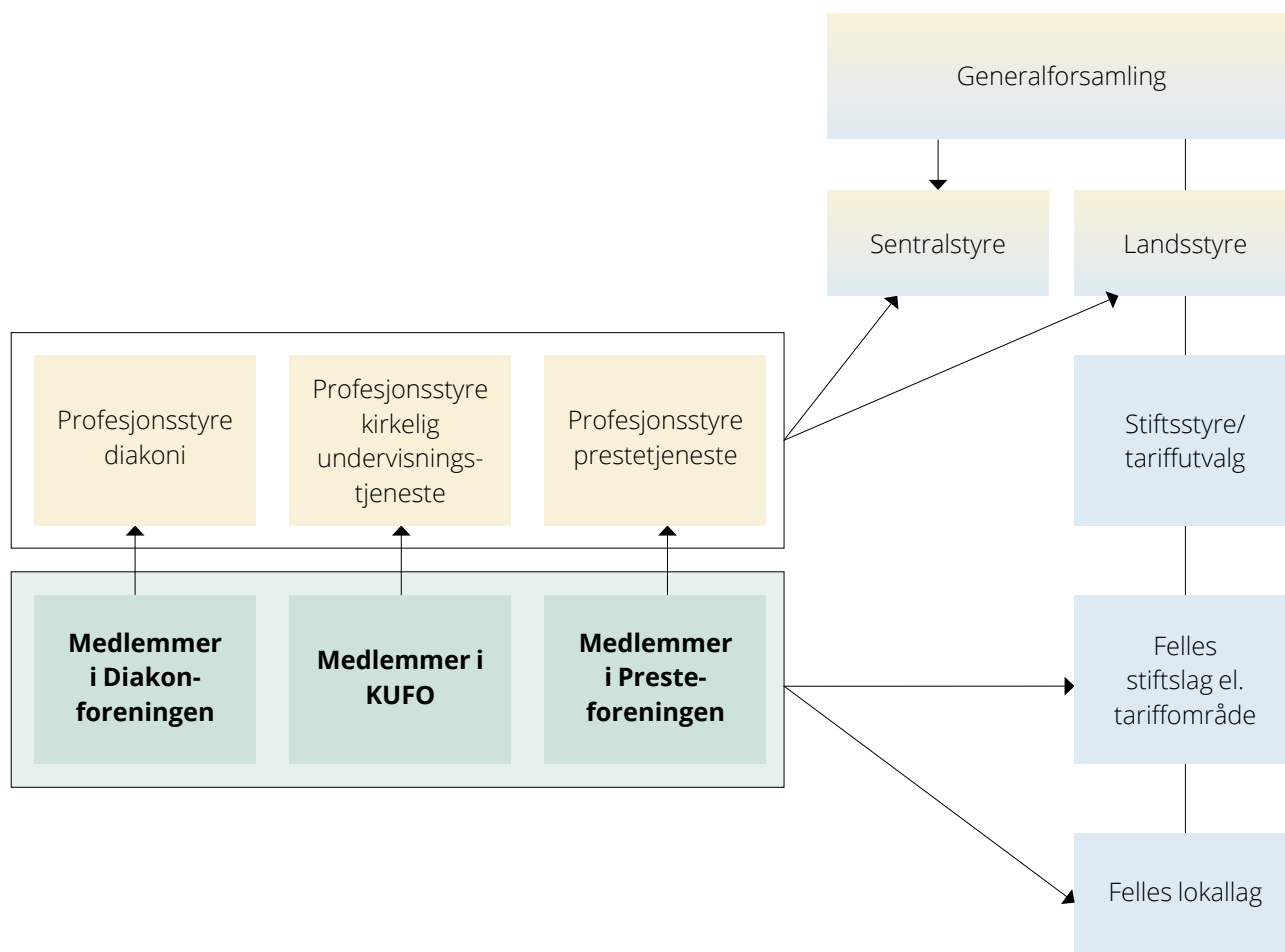 Generalforsamling
Sentralstyre
Landsstyre
Profesjonsstyre
diakoni
Profesjonsstyre
kirkelig
undervisnings-
tjeneste
Profesjonsstyre
prestetjeneste
Stiftsstyre/
tariffutvalg
Medlemmer
i Diakon-
foreningen
Medlemmer i
KUFO
Medlemmer
i Preste-
foreningen
Felles
stiftslag el.
tariffområde
Felles lokallag